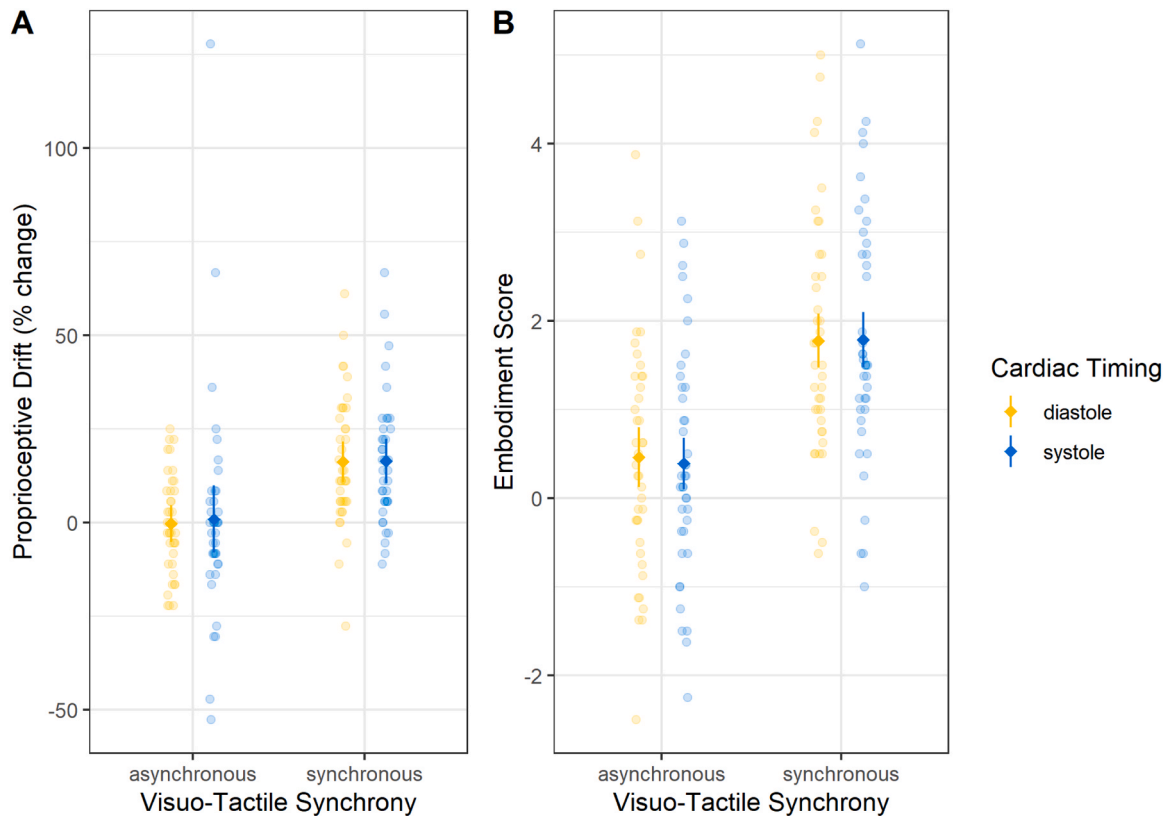 A
B
Proprioceptive Drift (% change)
100
50
0
-50
asynchronous
synchronous
Visuo-Tactile Synchrony
Embodiment Score
4
2
0
-2
asynchronous
synchronous
Visuo-Tactile Synchrony
Cardiac Timing
diastole
systole